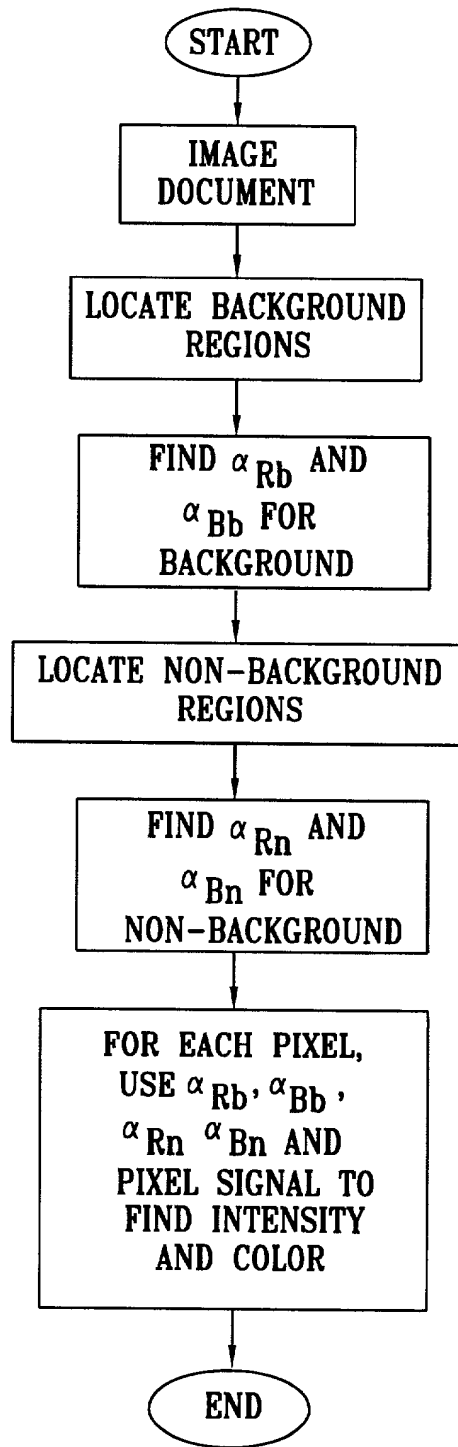 START
IMAGE
DOCUMENT
LOCATE BACKGROUND
REGIONS
FIND α Rb AND
α Bb FOR
BACKGROUND
LOCATE NON-BACKGROUND
REGIONS
FIND α Rn AND
α Bn FOR
NON-BACKGROUND
FOR EACH PIXEL,
USE α Rb, α Bb,
α Rn α Bn AND
PIXEL SIGNAL TO
FIND INTENSITY
AND COLOR
END